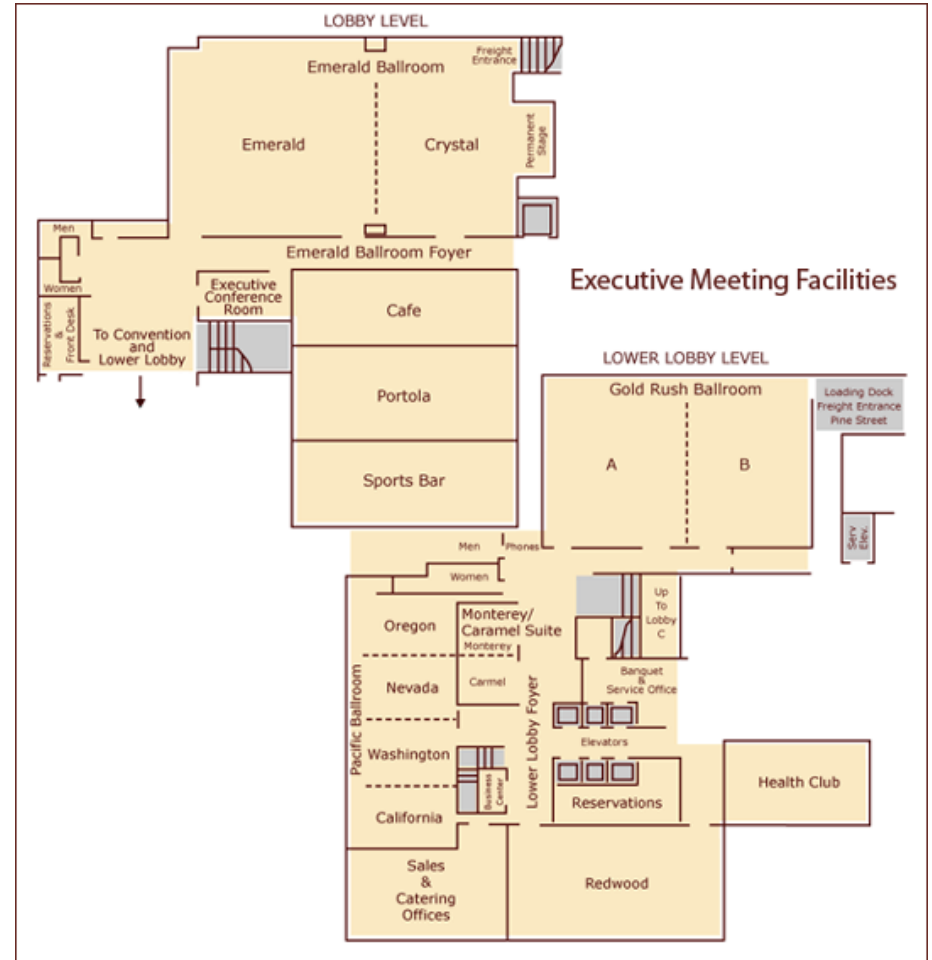 LOBBY LEVEL
Freight
Entrance
Emerald Ballroom
Emerald
Crystal
Permanent
Stage
Men
Women
Emerald Ballroom Foyer
Executive
Conference
Room
Reservations
&
Front Desk
To Convention
and
Lower Lobby
Cafe
Portola
Sports Bar
Executive Meeting Facilities
LOWER LOBBY LEVEL
Gold Rush Ballroom
A
B
Loading Dock
Freight Entrance
Pine Street
Serv
Elev.
Men
Phones
Women
Up
To
Lobby
C
Oregon
Monterey/
Caramel Suite
Monterey
Carmel
Nevada
Pacific Ballroom
Washington
California
Business
Center
Lower Lobby Foyer
Banquet
&
Service Office
Elevators
Reservations
Health Club
Sales
&
Catering
Offices
Redwood